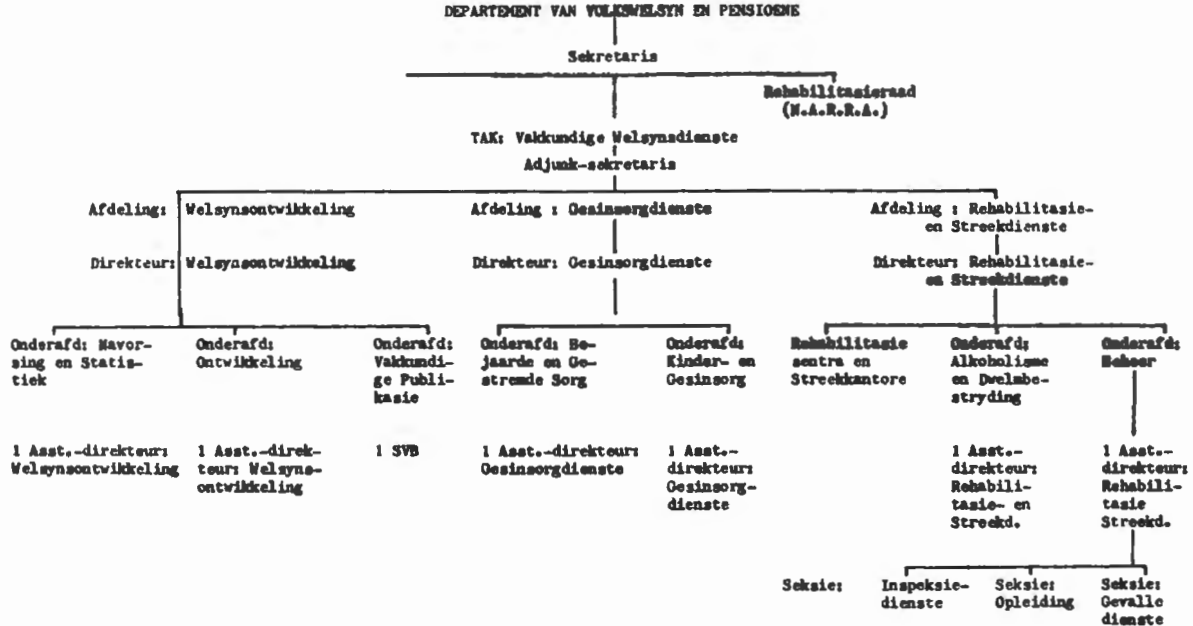 DEPARTEMENT VAN VOLKSWELSYN EN PENSIOENE
Sekretaris
Rehabilitasieraad
(N.A.R.R.A.)
TAK: Vakkundige Welsynsdienste
Adjunk-sekretaris
Afdeling: Welsynsontwikkeling
Afdeling : Gesinsorgdienste
Afdeling : Rehabilitasie-
en Streekdienste
Direkteur: Welsynsontwikkeling
Direkteur: Gesinsorgdienste
Direkteur: Rehabilitasie-
en Streekdienste
Onderafd: Navor-
sing en Statis-
tiek
Onderafd:
Ontwikkeling
Onderafd:
Vakkundi-
ge Publi-
kasie
Onderafd: Be-
jaarde en Ge-
stremde Sorg
Onderafd:
Kinder- en
Gesinsorg
Rehabilitasie
sentra en
Streekkantore
Onderafd:
Alkoholisme
en Dwelmbe-
stryding
Onderafd:
Beheer
1 Asst.-direkteur:
Welsynsontwikkeling
1 Asst.-direk-
teur: Welsyns-
ontwikkeling
1 SVB
1 Asst.-direkteur:
Gesinsorgdienste
1 Asst.-
direkteur:
Gesinsorg-
dienste
1 Asst.-
direkteur:
Rehabili-
tasie- en
Streekd.
1 Asst.-
direkteur:
Rehabili-
tasie
Streekd.
Seksie: Inspeksie-
dienste
Seksie:
Opleiding
Seksie:
Gevalle
dienste